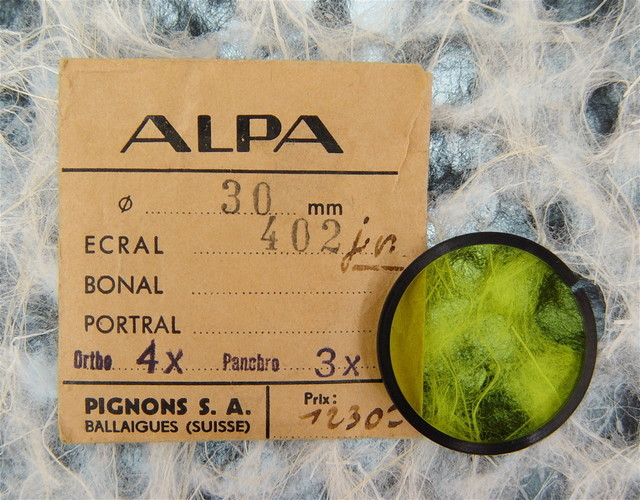 ALPA
ø 30 mm
ECRAL 402 jn
BONAL
PORTRAL
Ortho 4x Panchro 3x
PIGNONS S. A. Prix:
BALLAIGUES (SUISSE)